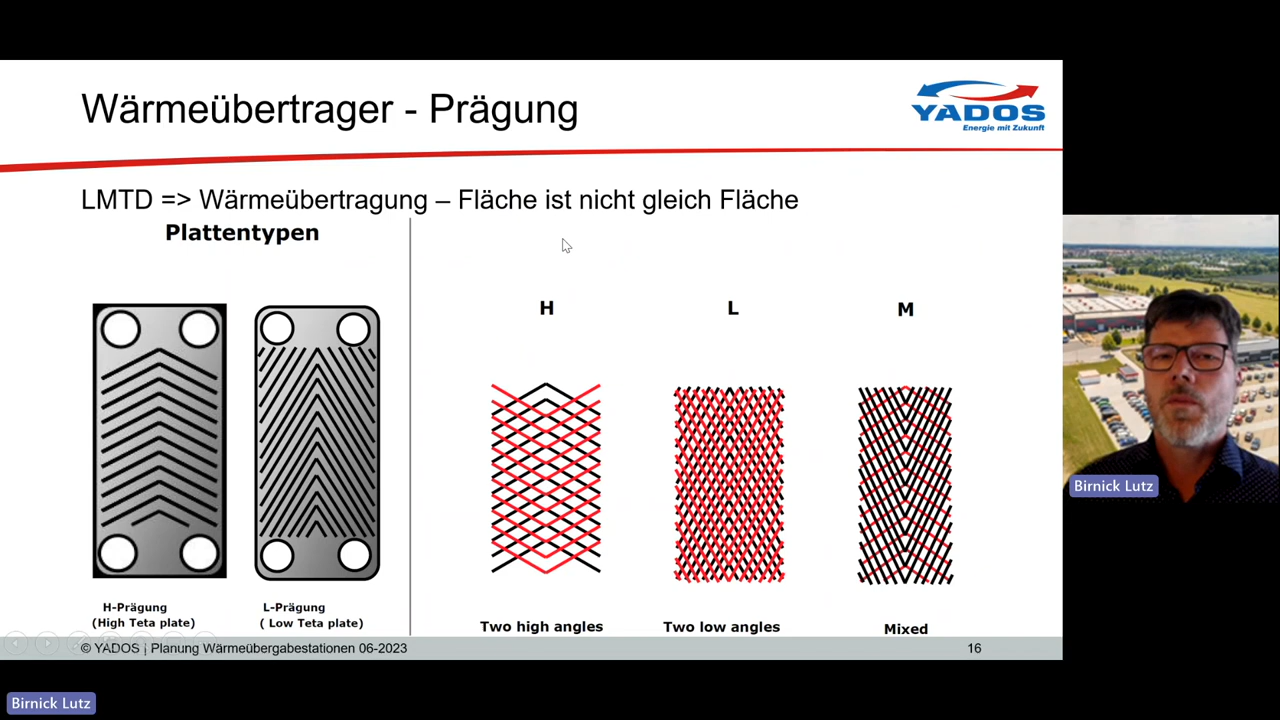 Wärmeübertrager - Prägung
YADOS
Energie mit Zukunft
LMTD => Wärmeübertragung – Fläche ist nicht gleich Fläche
Plattentypen
H
L
M
H-Prägung
(High Teta plate)
L-Prägung
( Low Teta plate)
Two high angles
Two low angles
Mixed
© YADOS | Planung Wärmeübergabestationen 06-2023
16
Birnick Lutz
Birnick Lutz